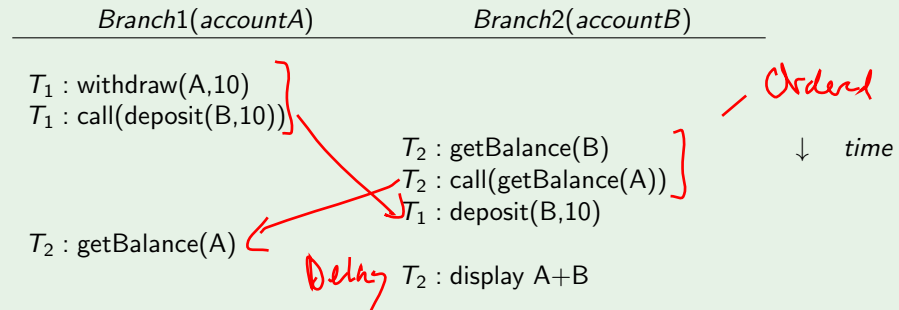 Branch1(accountA) Branch2(accountB)
T₁ : withdraw(A,10)
T₁ : call(deposit(B,10))
Ordered
T₂ : getBalance(B)
↓ time
T₂ : call(getBalance(A))
T₁ : deposit(B,10)
T₂ : getBalance(A)
Delay
T₂ : display A+B